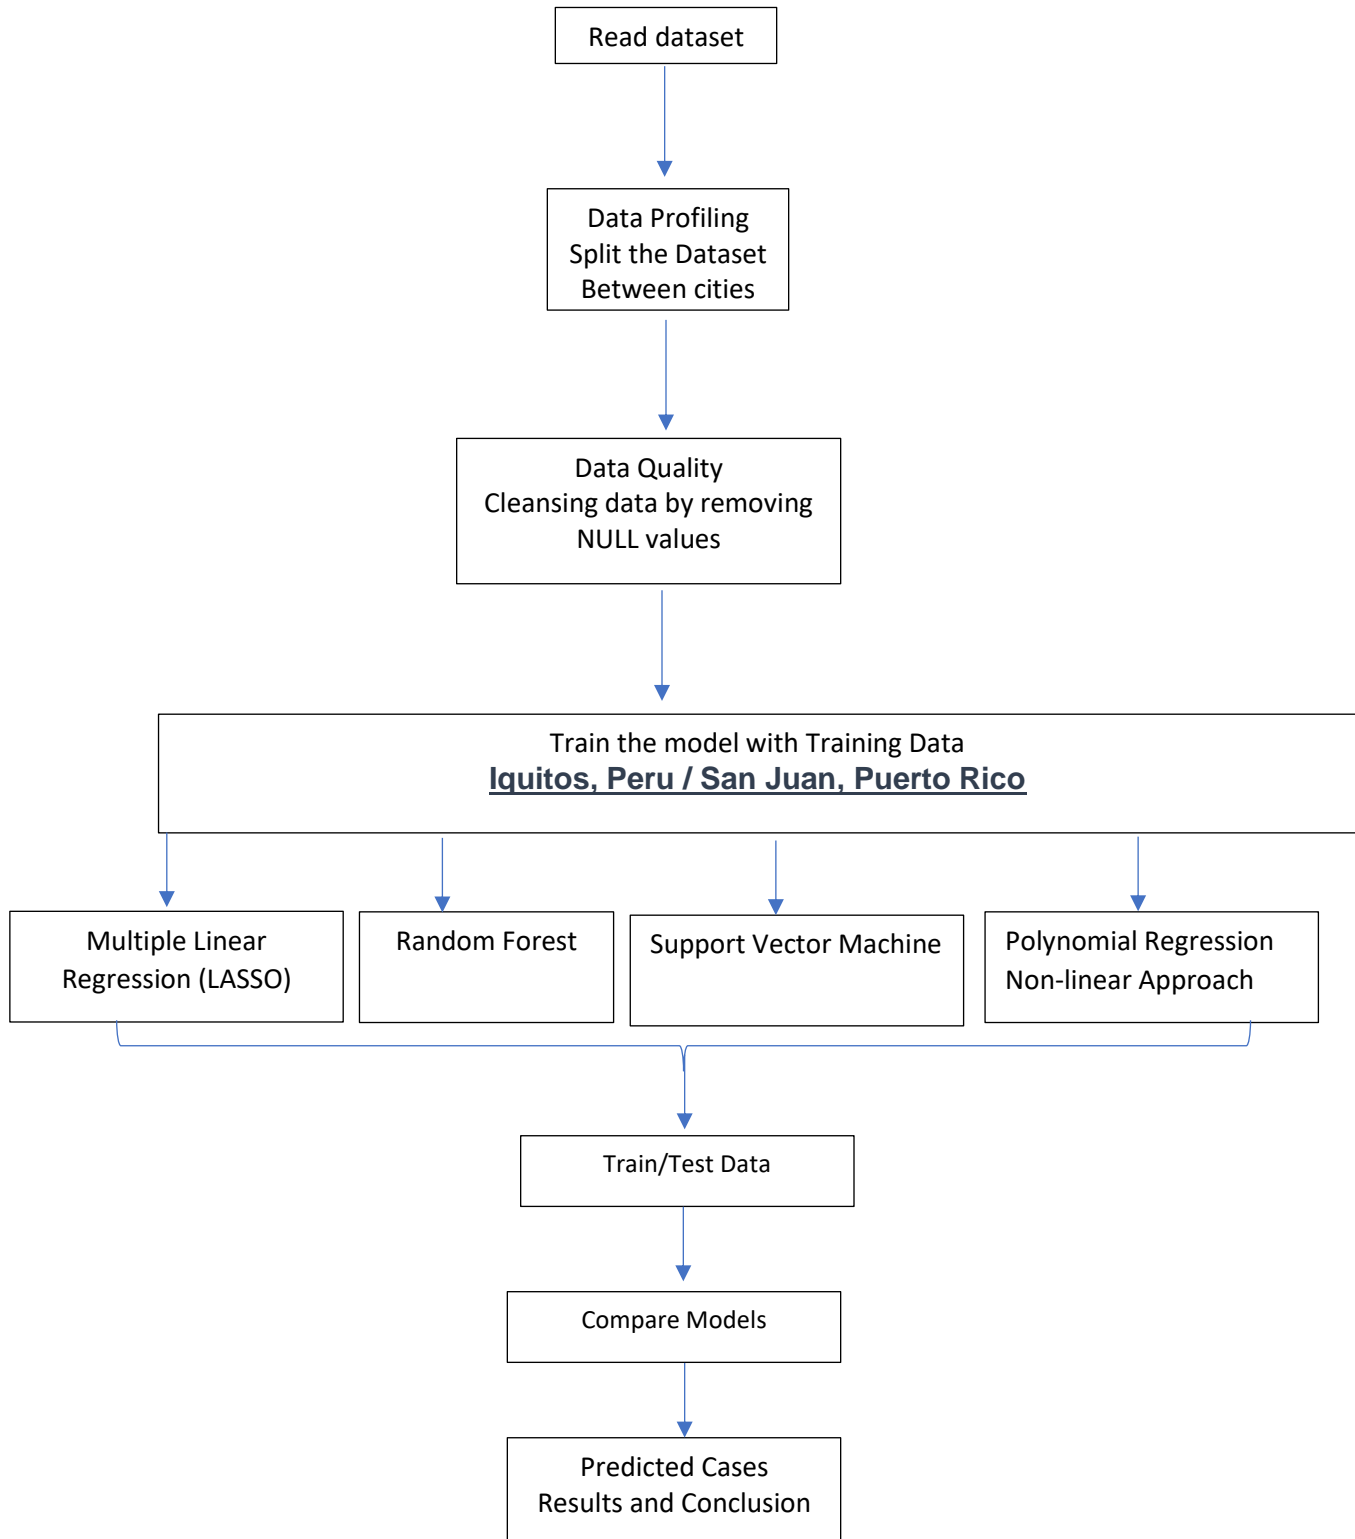 Read dataset
Data Profiling
Split the Dataset
Between cities
Data Quality
Cleansing data by removing
NULL values
Train the model with Training Data
Iquitos, Peru / San Juan, Puerto Rico
Multiple Linear
Regression (LASSO)
Random Forest
Support Vector Machine
Polynomial Regression
Non-linear Approach
Train/Test Data
Compare Models
Predicted Cases
Results and Conclusion